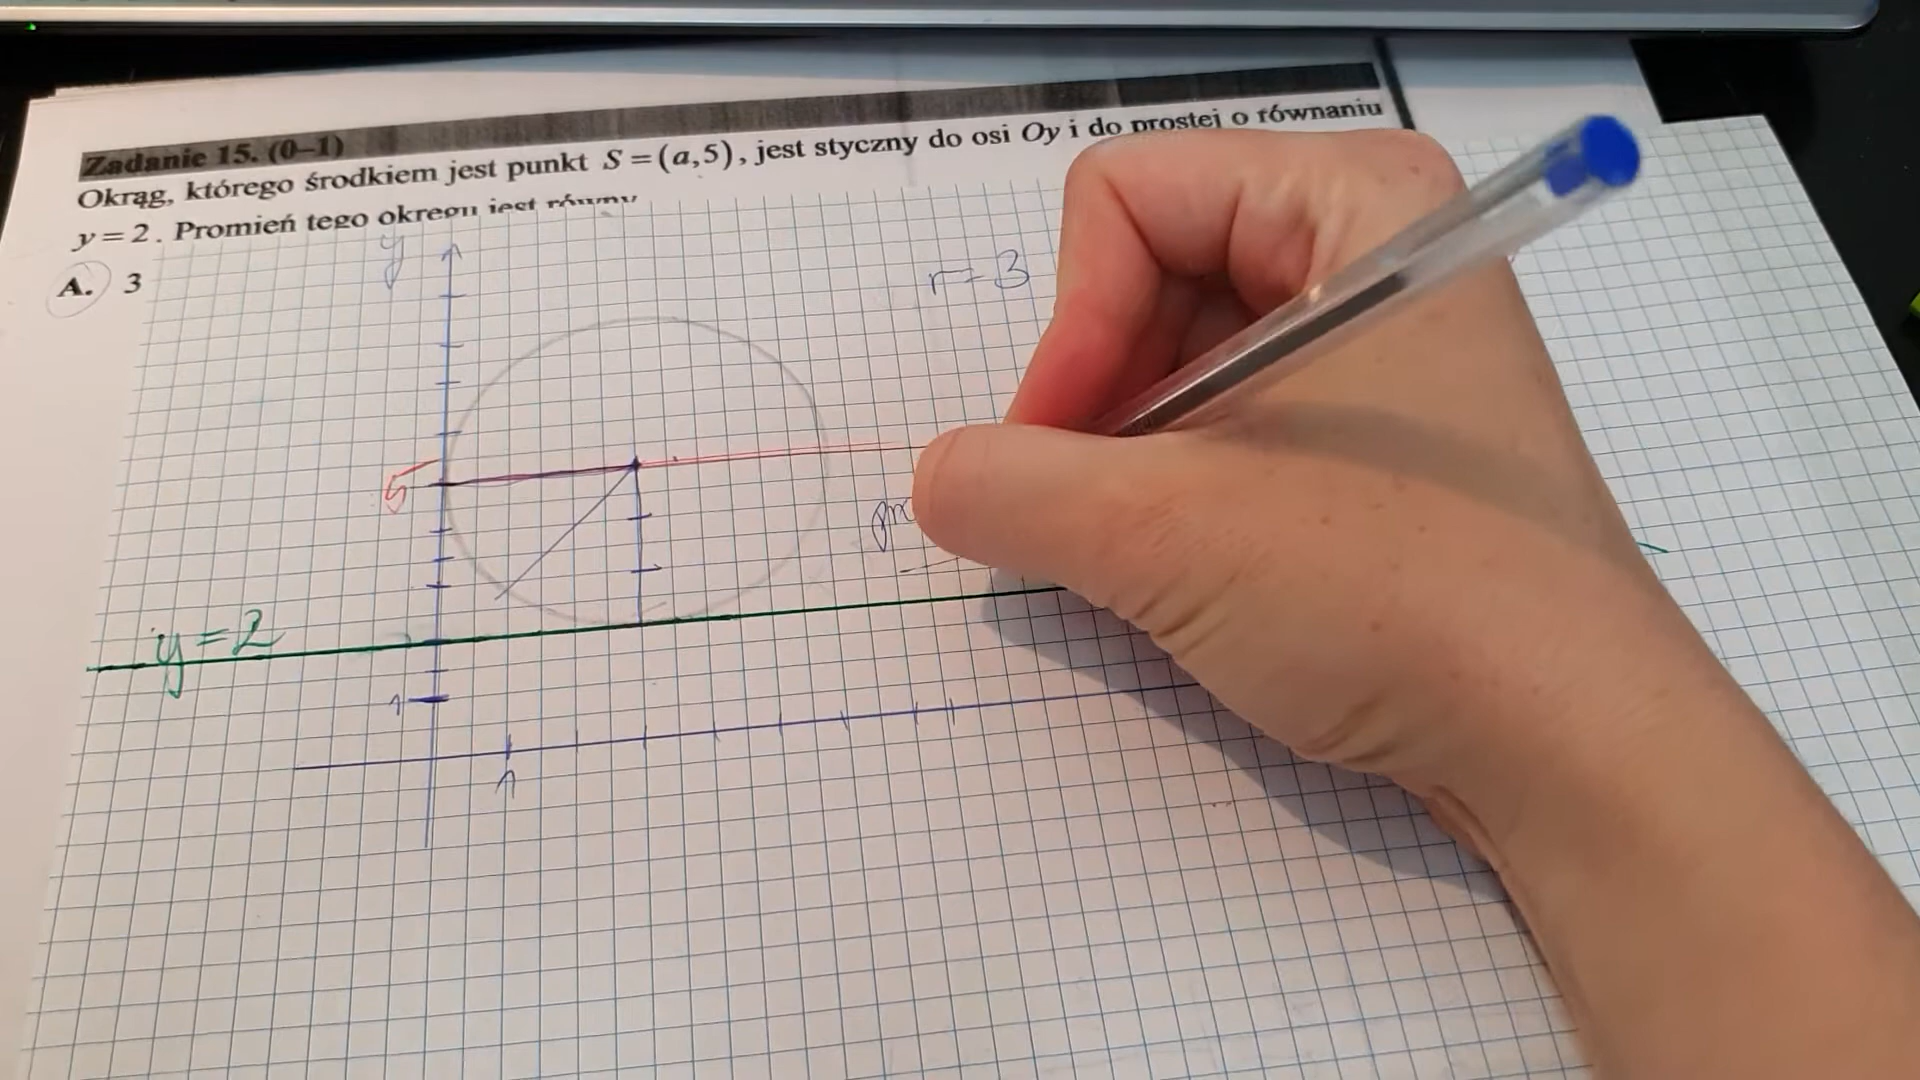 Zadanie 15. (0–1)
Okrąg, którego środkiem jest punkt S = (a,5), jest styczny do osi Oy i do prostej o równaniu
y = 2. Promień tego okręgu jest równy
A. 3
y
r = 3
5
y = 2
1
1